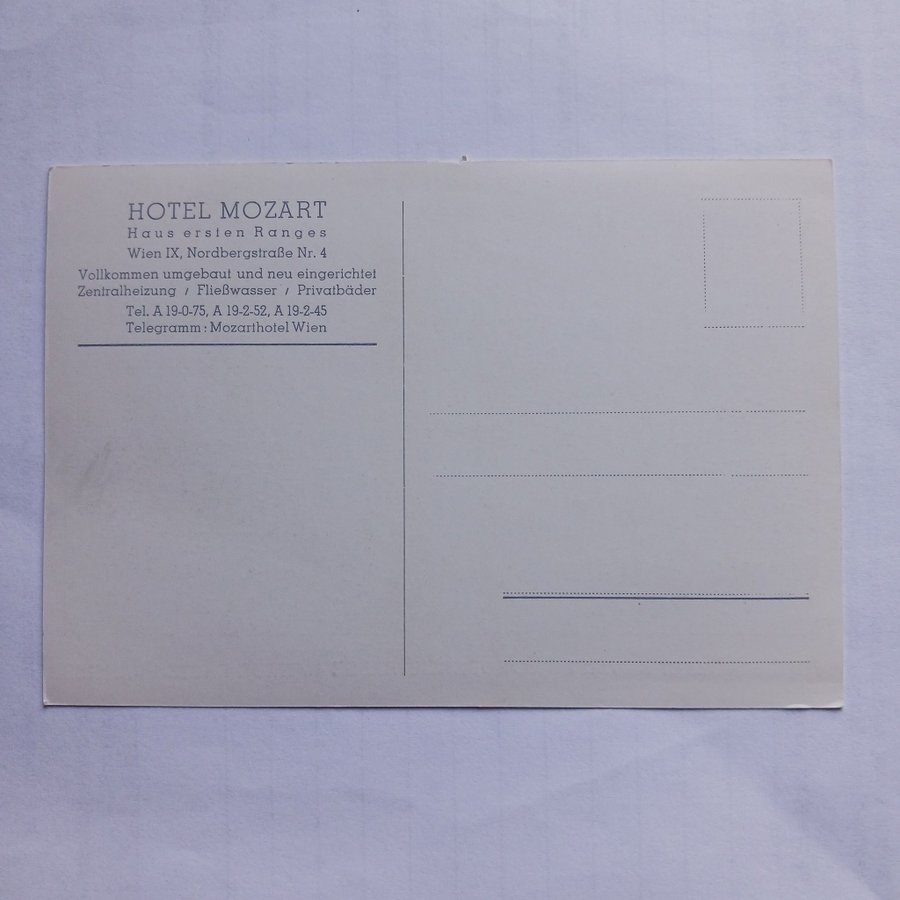 HOTEL MOZART
Haus ersten Ranges
Wien IX, Nordbergstraße Nr. 4
Vollkommen umgebaut und neu eingerichtet
Zentralheizung / Fließwasser / Privatbäder
Tel. A 19-0-75, A 19-2-52, A 19-2-45
Telegramm: Mozarthotel Wien